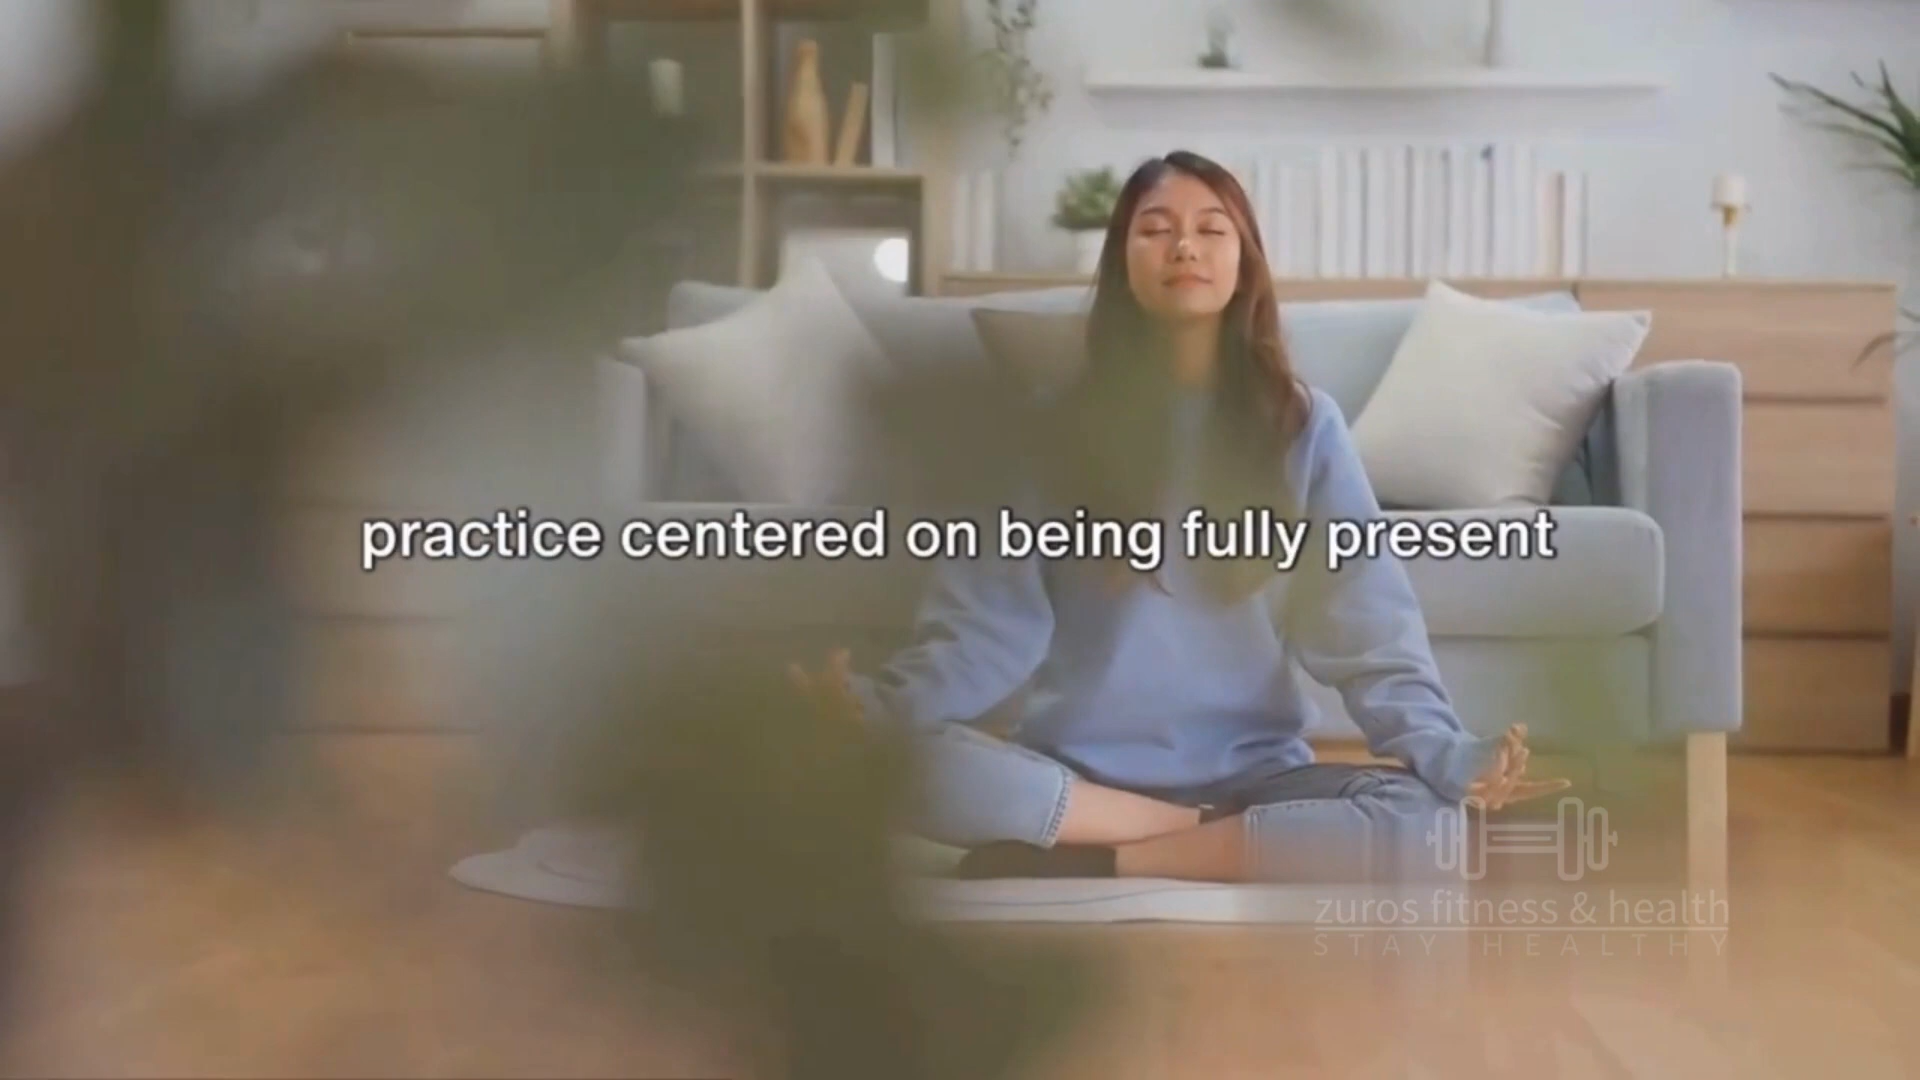 practice centered on being fully present
zuros fitness & health
STAY HEALTHY